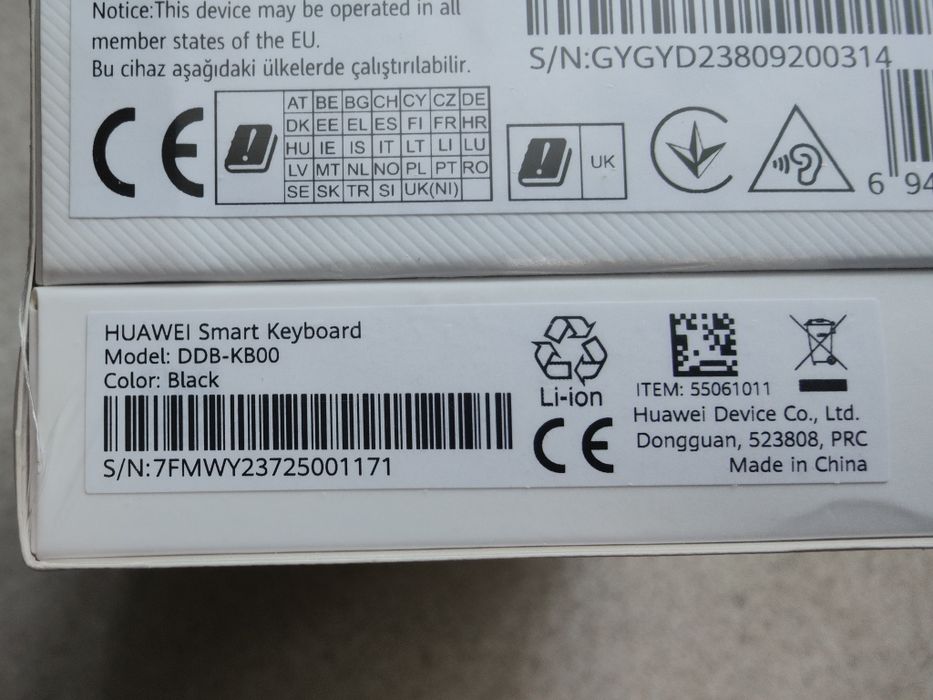 Notice:This device may be operated in all
member states of the EU.
Bu cihaz aşağıdaki ülkelerde çalıştırılabilir.
S/N:GYGYD23809200314
CE
AT BE BG CH CY CZ DE
DK EE EL ES FI FR HR
HU IE IS IT LT LI LU
LV MT NL NO PL PT RO
SE SK TR SI UK(NI)
UK
6 94
HUAWEI Smart Keyboard
Model: DDB-KB00
Color: Black
S/N:7FMWY23725001171
Li-ion
CE
ITEM: 55061011
Huawei Device Co., Ltd.
Dongguan, 523808, PRC
Made in China